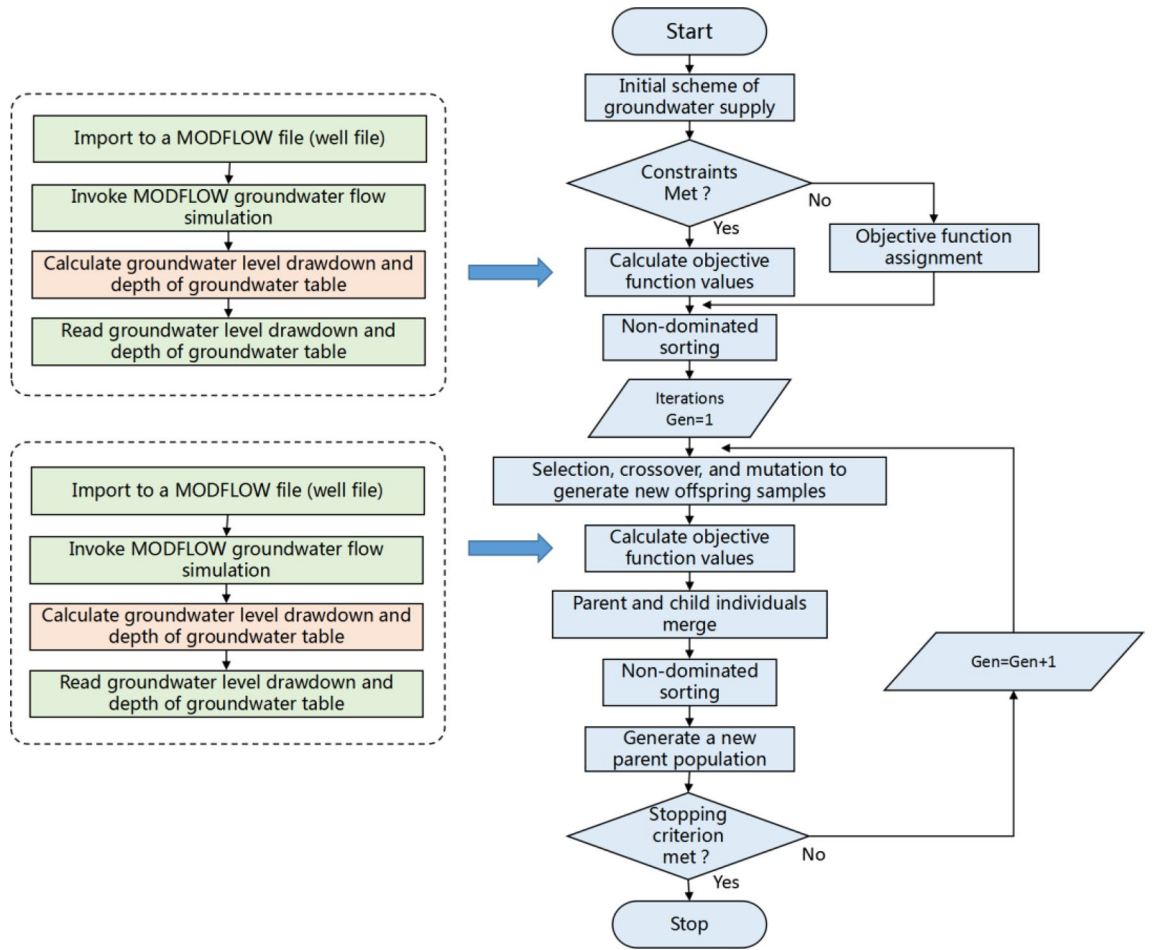 Start
Initial scheme of
groundwater supply
Constraints
Met ?
No
Yes
Objective function
assignment
Calculate objective
function values
Non-dominated
sorting
Iterations
Gen=1
Selection, crossover, and mutation to
generate new offspring samples
Calculate objective
function values
Parent and child individuals
merge
Non-dominated
sorting
Generate a new
parent population
Gen=Gen+1
Stopping
criterion
met ?
No
Yes
Stop
Import to a MODFLOW file (well file)
Invoke MODFLOW groundwater flow
simulation
Calculate groundwater level drawdown and
depth of groundwater table
Read groundwater level drawdown and
depth of groundwater table
Import to a MODFLOW file (well file)
Invoke MODFLOW groundwater flow
simulation
Calculate groundwater level drawdown and
depth of groundwater table
Read groundwater level drawdown and
depth of groundwater table